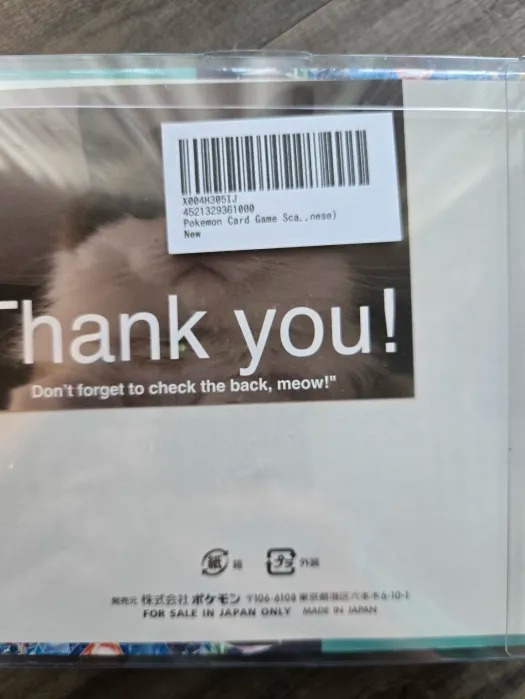 X004H305IJ
4521329361000
Pokemon Card Game Sca...nese)
New
Thank you!
Don't forget to check the back, meow!"
紙 箱 プラ 外装
発売元 株式会社 ポケモン 〒106-6108 東京都港区六本木6-10-1
FOR SALE IN JAPAN ONLY MADE IN JAPAN